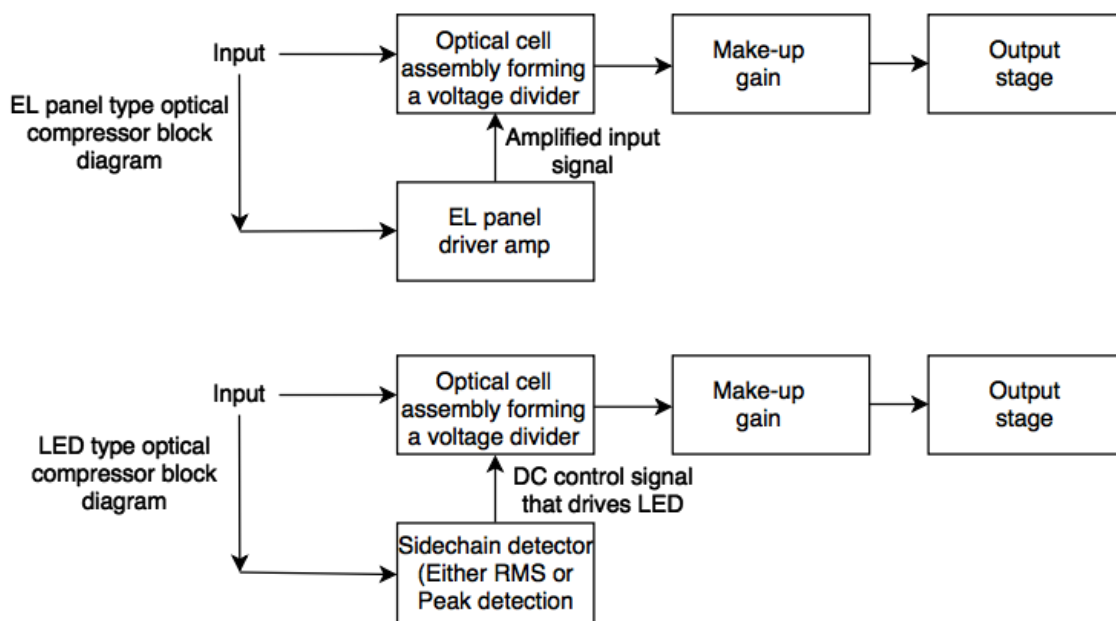 EL panel type optical
compressor block
diagram
Input
Optical cell
assembly forming
a voltage divider
Make-up
gain
Output
stage
Amplified input
signal
EL panel
driver amp
LED type optical
compressor block
diagram
Input
Optical cell
assembly forming
a voltage divider
Make-up
gain
Output
stage
DC control signal
that drives LED
Sidechain detector
(Either RMS or
Peak detection